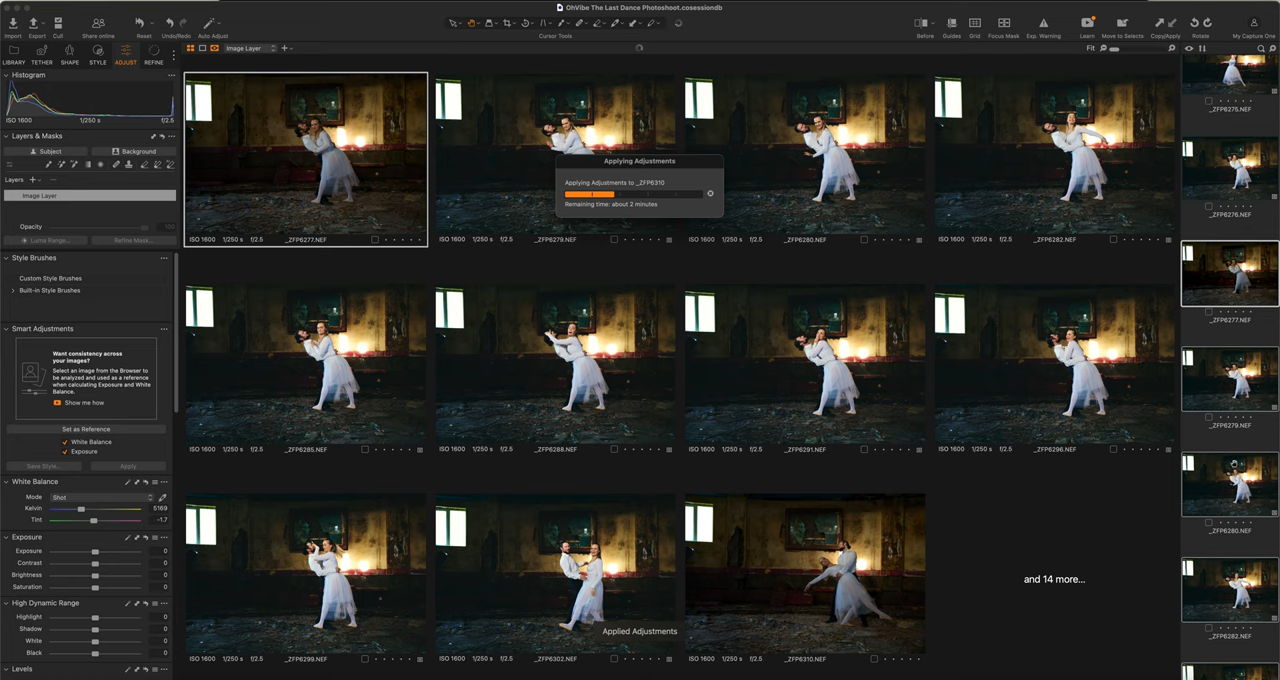 OhVibe The Last Dance Photoshoot.cosessiondb
Import Export Cull Share online Reset Undo/Redo Auto Adjust Cursor Tools Before Guides Grid Focus Mask Exp. Warning Learn Move to Selects Copy/Apply Rotate My Capture One
LIBRARY TETHER SHAPE STYLE ADJUST REFINE
Image Layer
Fit
Histogram
ISO 1600 1/250 s f/2.5
Layers & Masks
Subject Background
Layers
Image Layer
Opacity 100
Luma Range... Refine Mask...
Style Brushes
Custom Style Brushes
Built-in Style Brushes
Smart Adjustments
Want consistency across
your images?
Select an image from the Browser to
be analyzed and used as a reference
when calculating Exposure and White
Balance.
Show me how
Set as Reference
White Balance
Exposure
Save Style... Apply
White Balance
Mode Shot
Kelvin 5169
Tint -1.7
Exposure
Exposure 0
Contrast 0
Brightness 0
Saturation 0
High Dynamic Range
Highlight 0
Shadow 0
White 0
Black 0
Levels
Applying Adjustments
Applying Adjustments to _ZFP6310
Remaining time: about 2 minutes
ISO 1600 1/250 s f/2.5 _ZFP6277.NEF
ISO 1600 1/250 s f/2.5 _ZFP6279.NEF
ISO 1600 1/250 s f/2.5 _ZFP6280.NEF
ISO 1600 1/250 s f/2.5 _ZFP6282.NEF
ISO 1600 1/250 s f/2.5 _ZFP6285.NEF
ISO 1600 1/250 s f/2.5 _ZFP6288.NEF
ISO 1600 1/250 s f/2.5 _ZFP6291.NEF
ISO 1600 1/250 s f/2.5 _ZFP6296.NEF
and 14 more...
Applied Adjustments
ISO 1600 1/250 s f/2.5 _ZFP6299.NEF
ISO 1600 1/250 s f/2.5 _ZFP6302.NEF
ISO 1600 1/250 s f/2.5 _ZFP6310.NEF
_ZFP6275.NEF
_ZFP6276.NEF
_ZFP6277.NEF
_ZFP6279.NEF
_ZFP6280.NEF
_ZFP6282.NEF